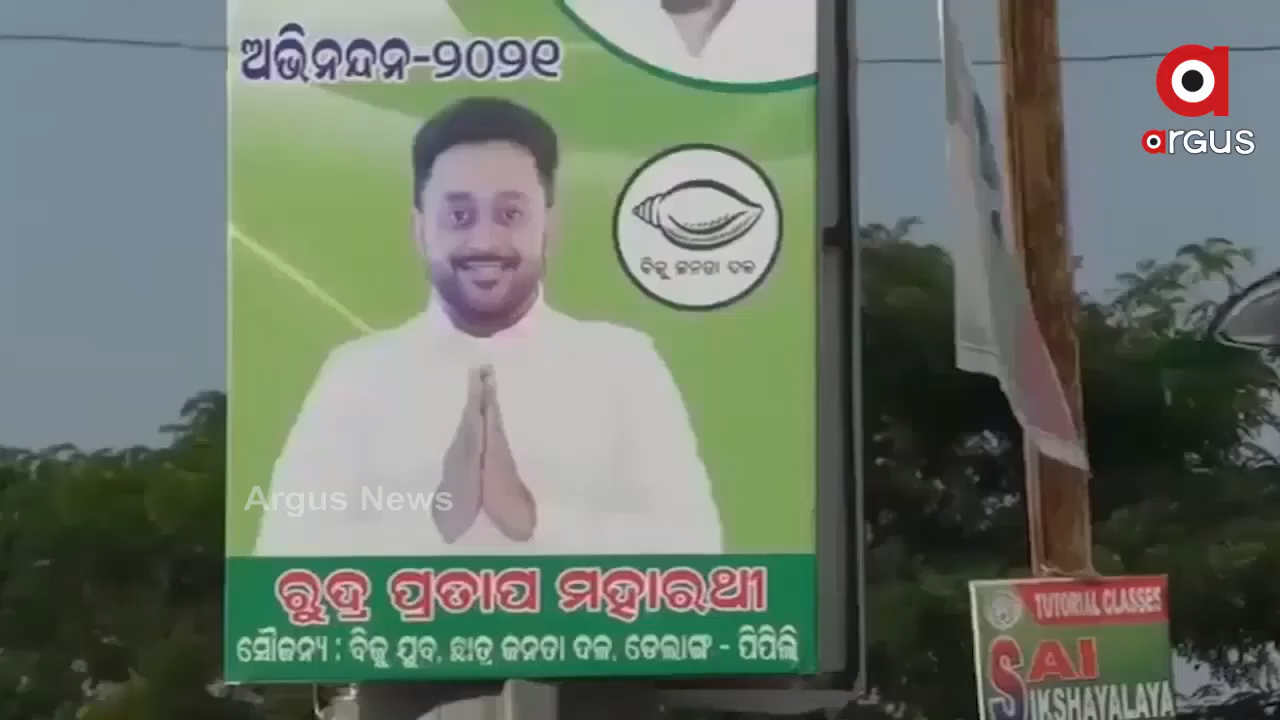 ଅଭିନନ୍ଦନ-୨୦୨୧
ବିଜୁ ଜନତା ଦଳ
ରୁଦ୍ର ପ୍ରତାପ ମହାରଥୀ
ସୌଜନ୍ୟ : ବିଜୁ ଯୁବ, ଛାତ୍ର ଜନତା ଦଳ, ଡେଲାଙ୍ଗ - ପିପିଲି
argus
Argus News
TUTORIAL CLASSES
SAI
SIKSHAYALAYA